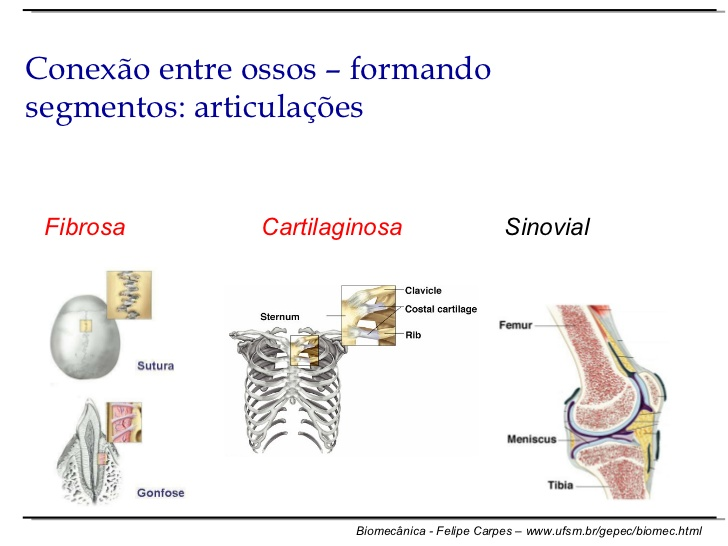 Conexão entre ossos – formando
segmentos: articulações
Fibrosa
Cartilaginosa
Sinovial
Sutura
Gonfose
Clavicle
Costal cartilage
Sternum
Rib
Femur
Meniscus
Tibia
Biomecânica - Felipe Carpes – www.ufsm.br/gepec/biomec.html